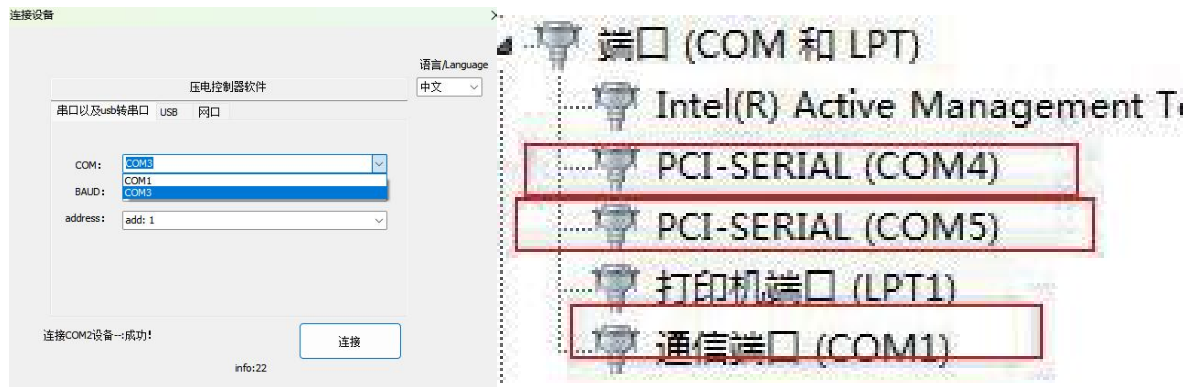 连接设备
语言/Language
压电控制器软件
中文
串口以及usb转串口 USB 网口
COM: COM3
COM1
BAUD: COM3
address: add: 1
连接COM2设备--:成功!
连接
info:22
端口 (COM 和 LPT)
Intel(R) Active Management
PCI-SERIAL (COM4)
PCI-SERIAL (COM5)
打印机端口 (LPT1)
通信端口 (COM1)